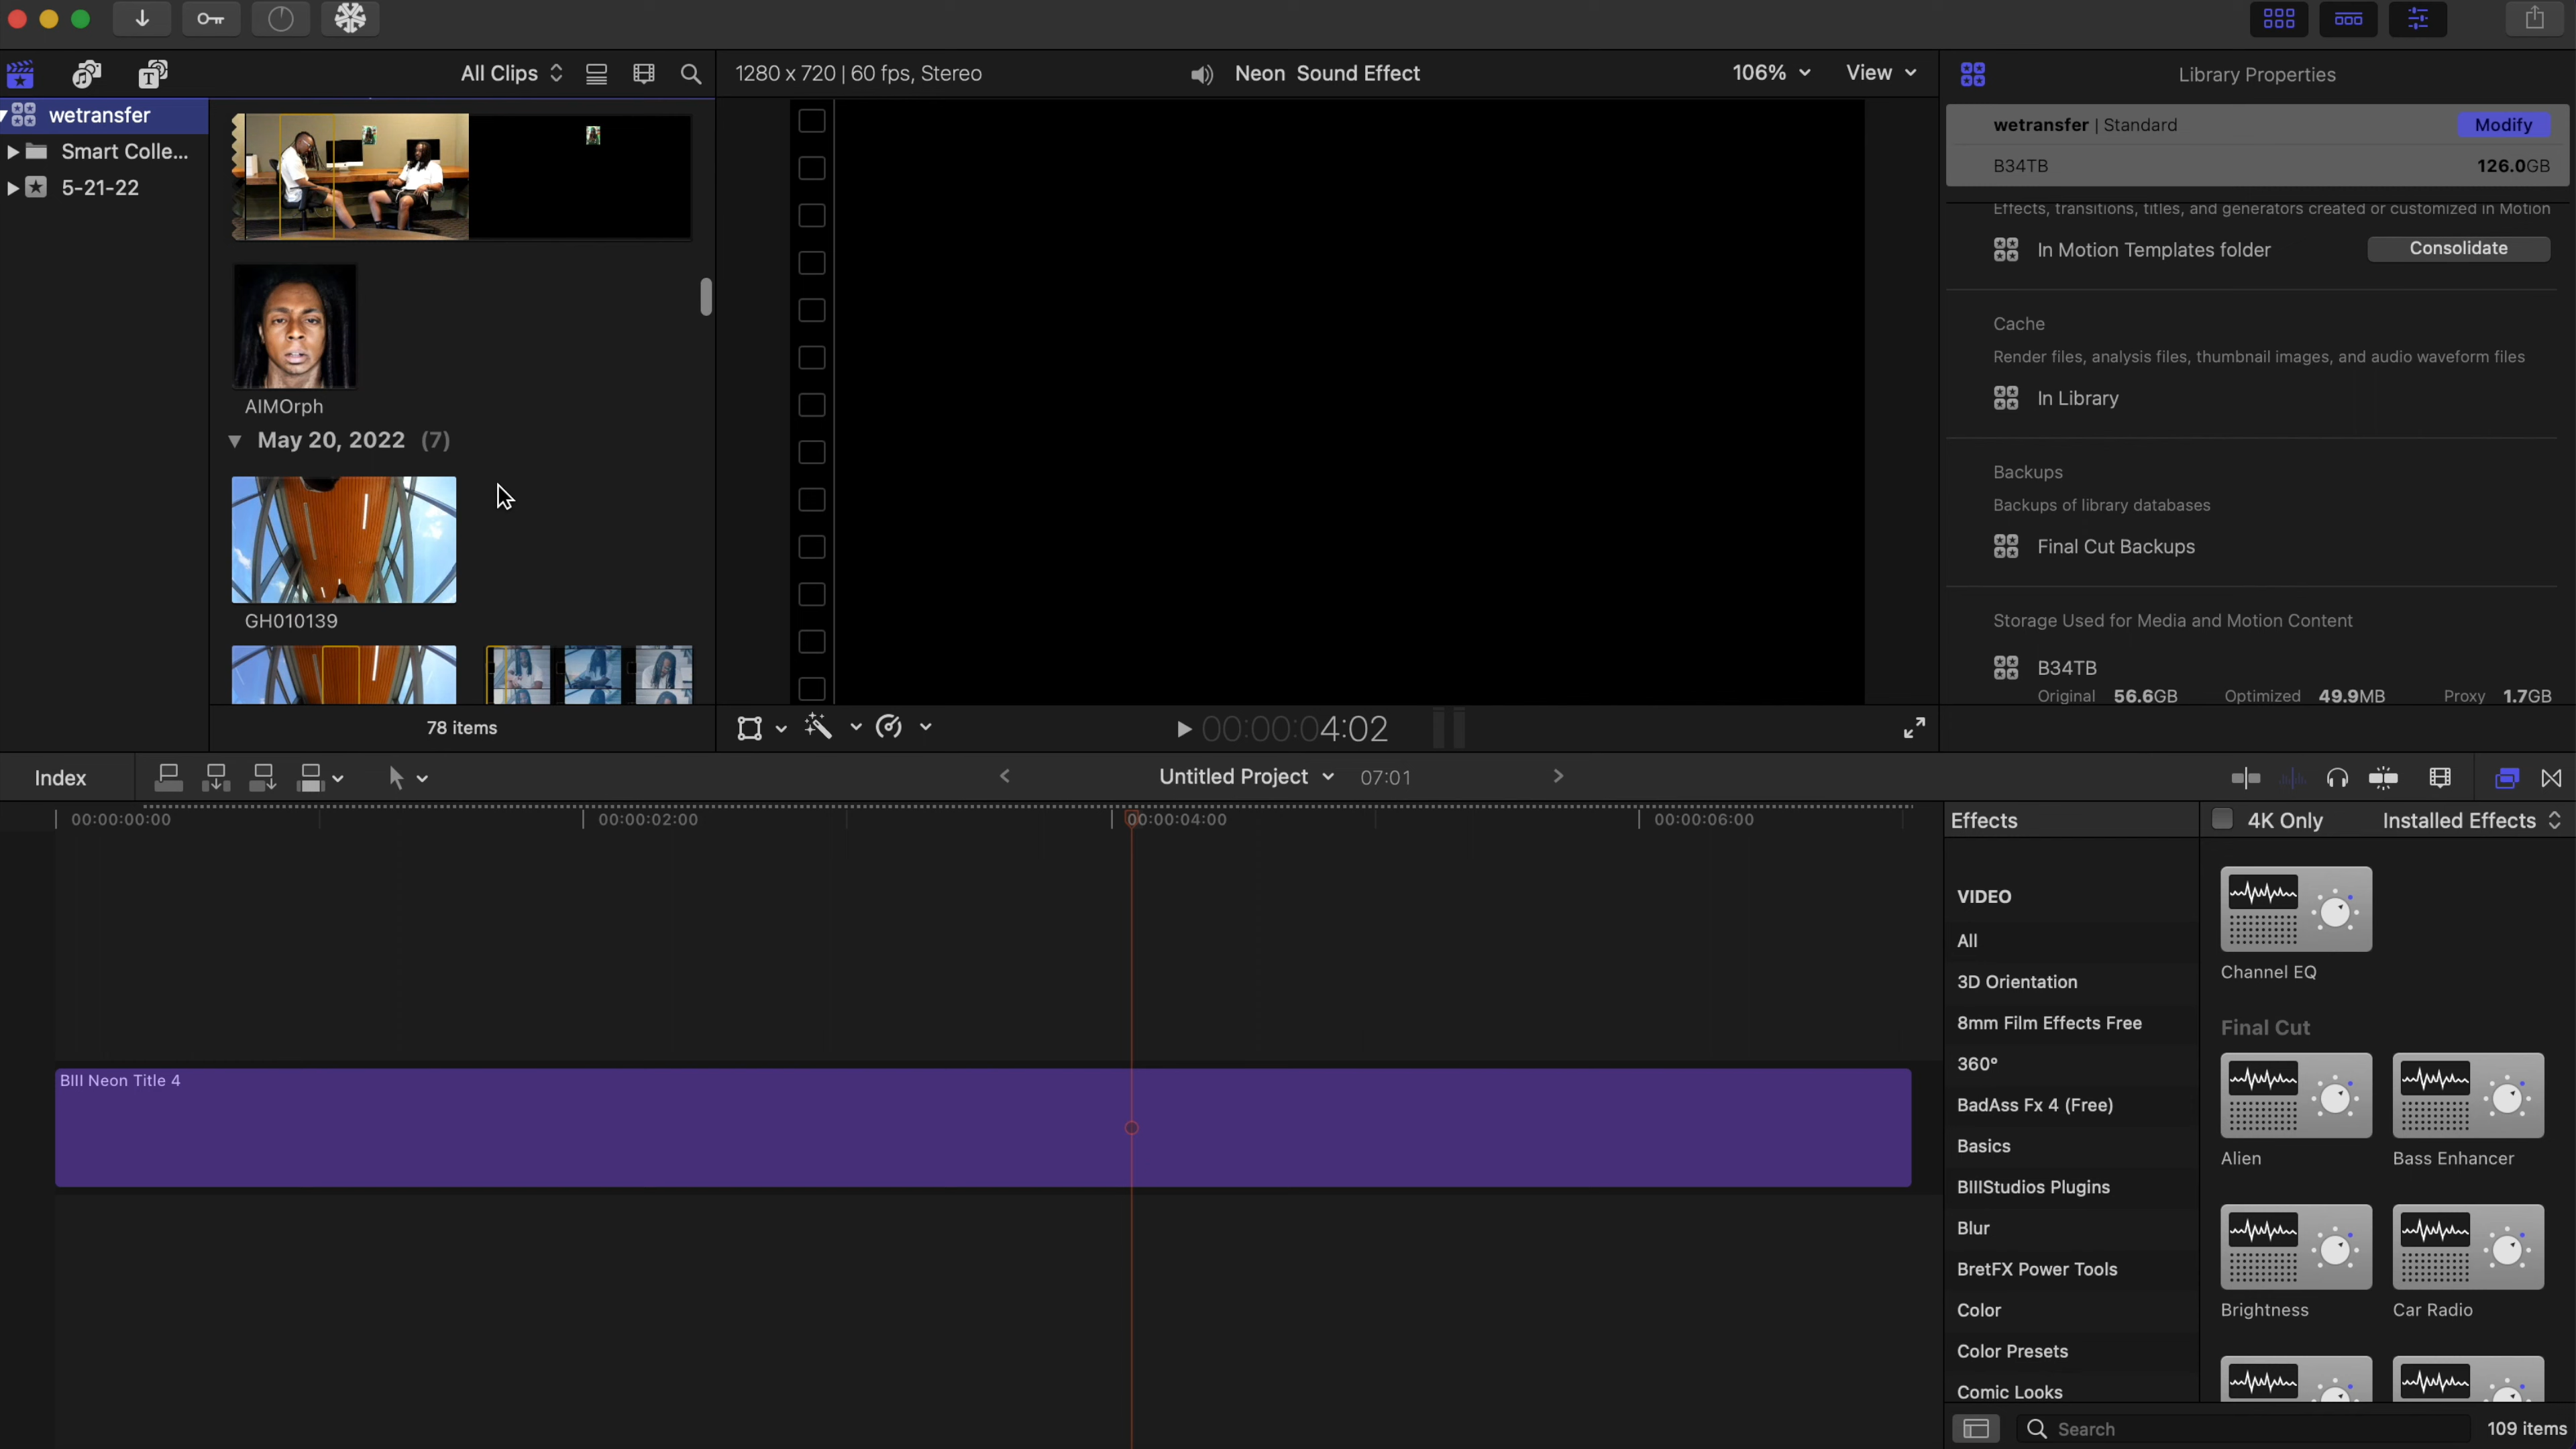 All Clips
1280 x 720 | 60 fps, Stereo
Neon Sound Effect
106%
View
Library Properties
wetransfer
Smart Colle...
5-21-22
AIMOrph
May 20, 2022 (7)
GH010139
78 items
00:00:04:02
wetransfer | Standard
Modify
B34TB
126.0GB
Effects, transitions, titles, and generators created or customized in Motion
In Motion Templates folder
Consolidate
Cache
Render files, analysis files, thumbnail images, and audio waveform files
In Library
Backups
Backups of library databases
Final Cut Backups
Storage Used for Media and Motion Content
B34TB
Original 56.6GB Optimized 49.9MB Proxy 1.7GB
Index
Untitled Project
07:01
00:00:00:00
00:00:02:00
00:00:04:00
00:00:06:00
BIII Neon Title 4
Effects
4K Only
Installed Effects
VIDEO
All
3D Orientation
8mm Film Effects Free
360°
BadAss Fx 4 (Free)
Basics
BIIIStudios Plugins
Blur
BretFX Power Tools
Color
Color Presets
Comic Looks
Channel EQ
Final Cut
Alien
Bass Enhancer
Brightness
Car Radio
Search
109 items